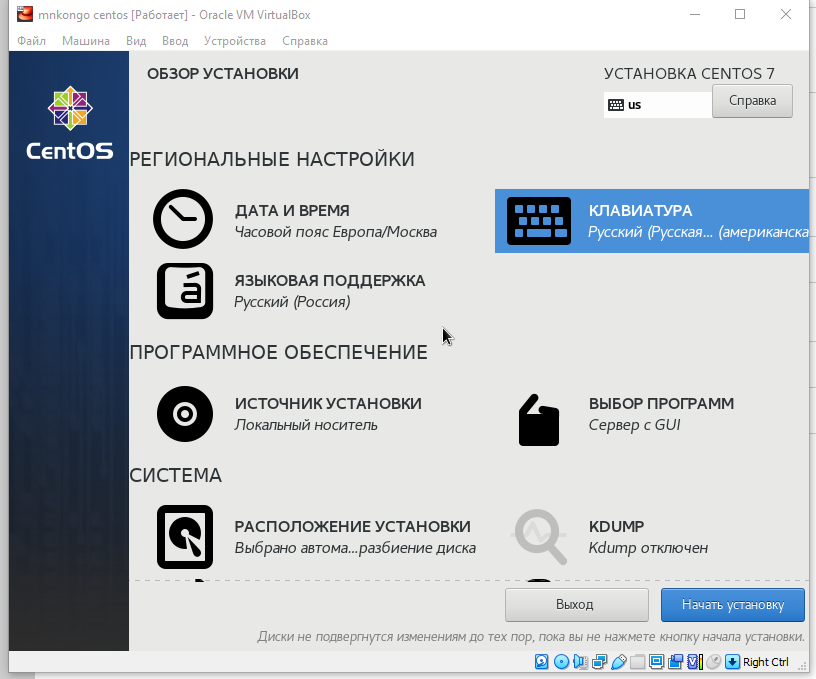 mnkongo centos [Работает] - Oracle VM VirtualBox
Файл Машина Вид Ввод Устройства Справка
ОБЗОР УСТАНОВКИ
УСТАНОВКА CENTOS 7
us
Справка
CentOS
РЕГИОНАЛЬНЫЕ НАСТРОЙКИ
ДАТА И ВРЕМЯ
Часовой пояс Европа/Москва
КЛАВИАТУРА
Русский (Русская... (американска
ЯЗЫКОВАЯ ПОДДЕРЖКА
Русский (Россия)
ПРОГРАММНОЕ ОБЕСПЕЧЕНИЕ
ИСТОЧНИК УСТАНОВКИ
Локальный носитель
ВЫБОР ПРОГРАММ
Сервер с GUI
СИСТЕМА
РАСПОЛОЖЕНИЕ УСТАНОВКИ
Выбрано автома...разбиение диска
KDUMP
Kdump отключен
Выход
Начать установку
Диски не подвергнутся изменениям до тех пор, пока вы не нажмете кнопку начала установки.
Right Ctrl